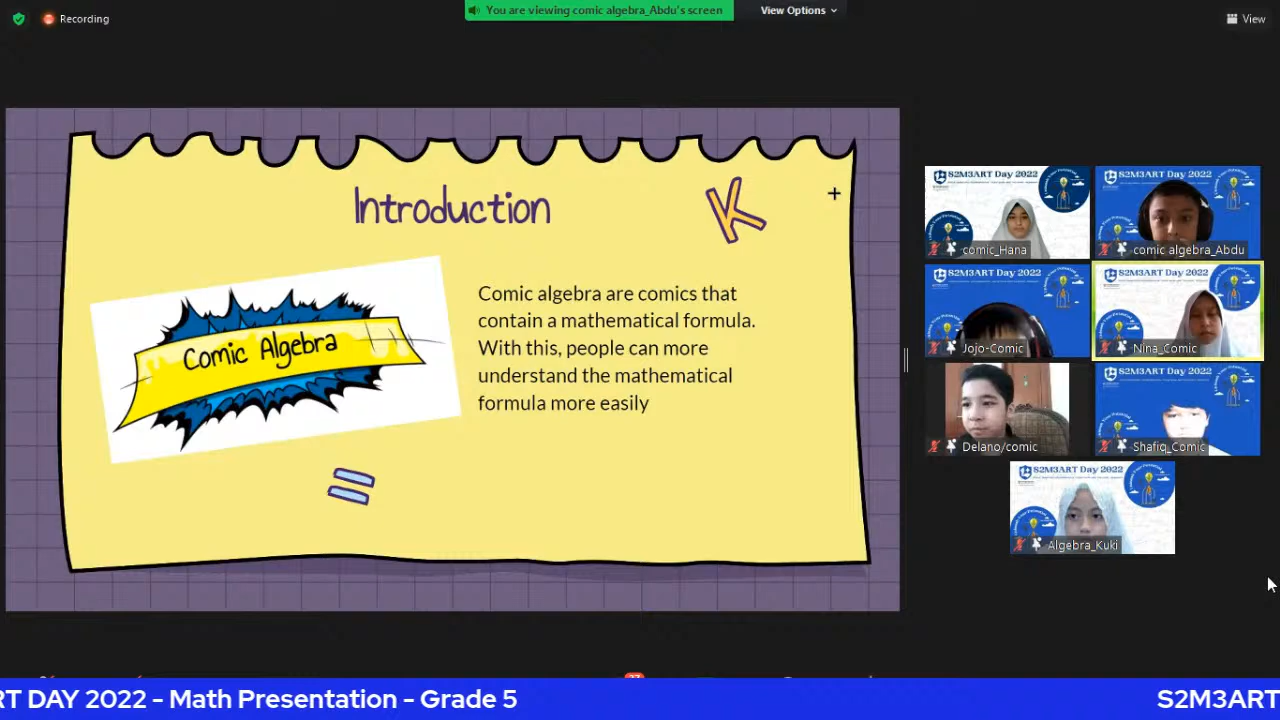 Recording
You are viewing comic algebra_Abdu's screen
View Options
View
Introduction
K
Comic Algebra
Comic algebra are comics that
contain a mathematical formula.
With this, people can more
understand the mathematical
formula more easily
=
S2M3ART Day 2022
comic_Hana
S2M3ART Day 2022
comic algebra_Abdu
S2M3ART Day 2022
Jojo-Comic
S2M3ART Day 2022
Nina_Comic
Delano/comic
S2M3ART Day 2022
Shafiq_Comic
S2M3ART Day 2022
Algebra_Kuki
RT DAY 2022 - Math Presentation - Grade 5
S2M3ART